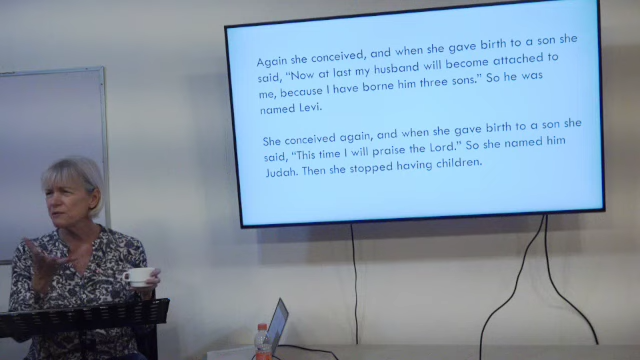 Again she conceived, and when she gave birth to a son she
said, “Now at last my husband will become attached to
me, because I have borne him three sons.” So he was
named Levi.
She conceived again, and when she gave birth to a son she
said, “This time I will praise the Lord.” So she named him
Judah. Then she stopped having children.